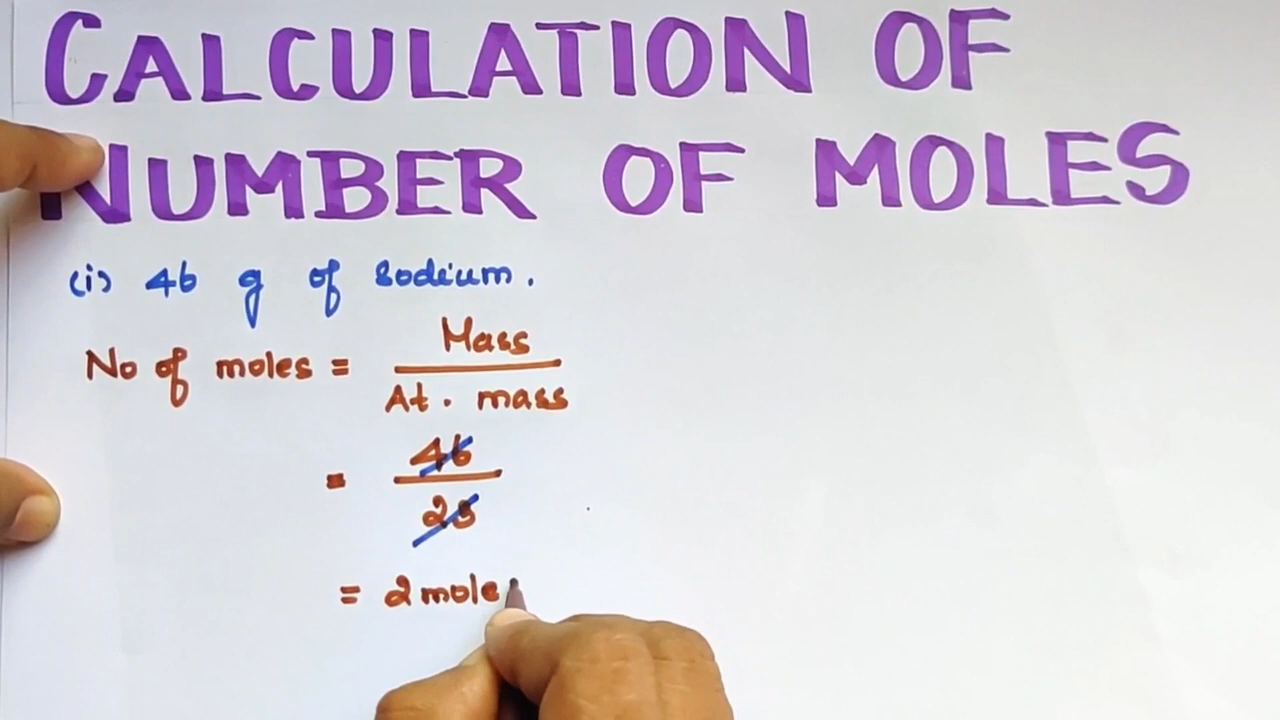 CALCULATION OF
NUMBER OF MOLES
(i) 46 g of Sodium.
No of moles = Mass / At. mass
= 46 / 23
= 2 mole